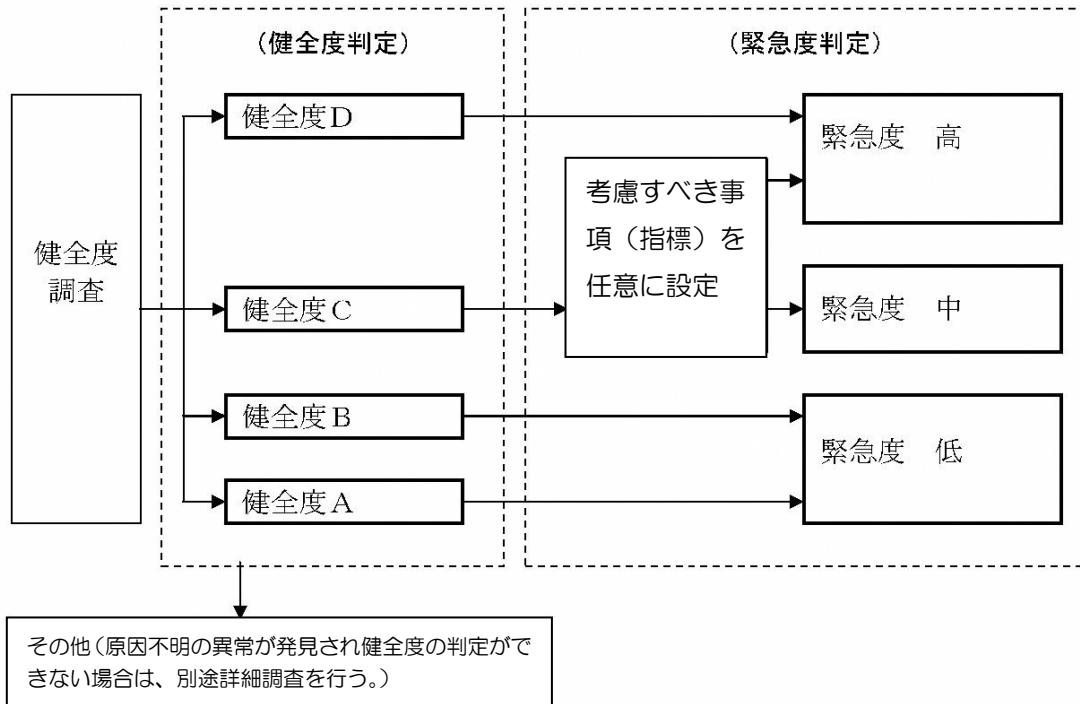 （健全度判定）
（緊急度判定）
健全度
調査
健全度D
健全度C
健全度B
健全度A
考慮すべき事
項（指標）を
任意に設定
緊急度　高
緊急度　中
緊急度　低
その他（原因不明の異常が発見され健全度の判定がで
きない場合は、別途詳細調査を行う。）